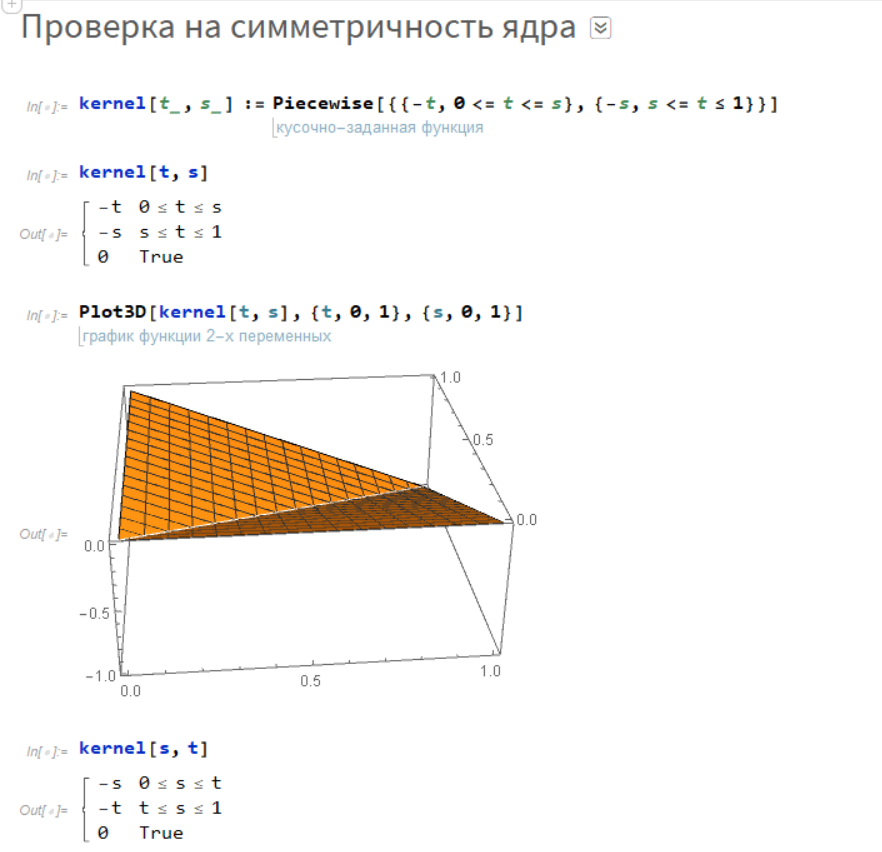 Проверка на симметричность ядра
In[ ]:= kernel[t_, s_] := Piecewise[{{-t, 0 <= t <= s}, {-s, s <= t ≤ 1}}]
кусочно-заданная функция
In[ ]:= kernel[t, s]
-t 0 ≤ t ≤ s
Out[ ]= -s s ≤ t ≤ 1
0 True
In[ ]:= Plot3D[kernel[t, s], {t, 0, 1}, {s, 0, 1}]
график функции 2-х переменных
1.0
0.5
0.0
Out[ ]=
0.0
-0.5
-1.0
0.0
0.5
1.0
In[ ]:= kernel[s, t]
-s 0 ≤ s ≤ t
Out[ ]= -t t ≤ s ≤ 1
0 True